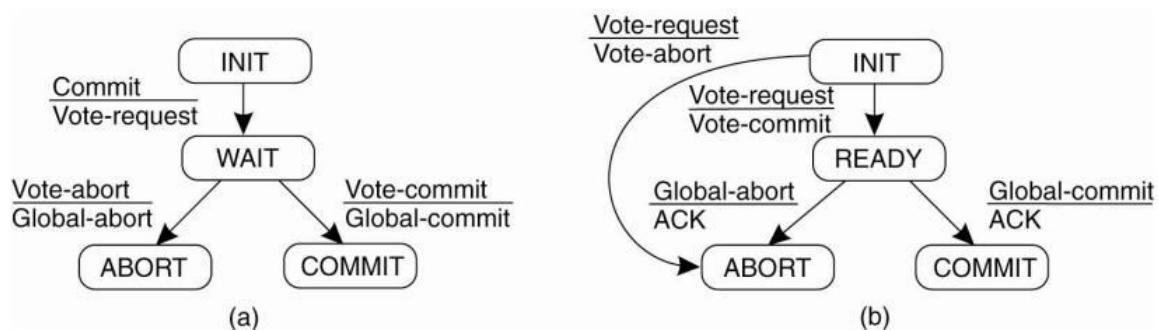 INIT
Commit
Vote-request
WAIT
Vote-abort
Global-abort
Vote-commit
Global-commit
ABORT
COMMIT
(a)
Vote-request
Vote-abort
INIT
Vote-request
Vote-commit
READY
Global-abort
ACK
Global-commit
ACK
ABORT
COMMIT
(b)